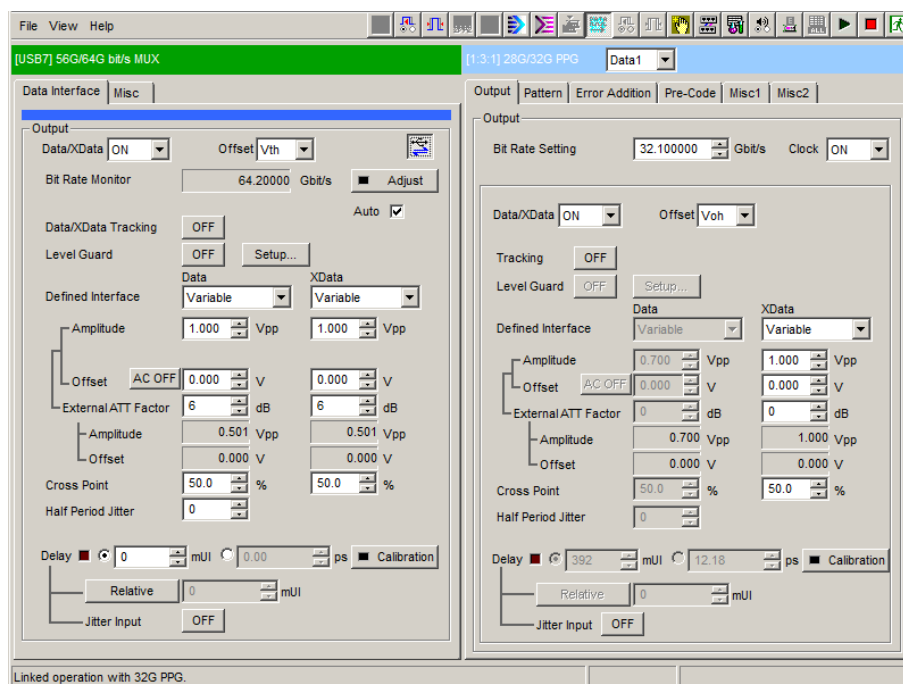 File View Help
[USB7] 56G/64G bit/s MUX
Data Interface Misc
Output
Data/XData ON Offset Vth
Bit Rate Monitor 64.20000 Gbit/s Adjust
Auto
Data/XData Tracking OFF
Level Guard OFF Setup...
Data XData
Defined Interface Variable Variable
Amplitude 1.000 Vpp 1.000 Vpp
Offset AC OFF 0.000 V 0.000 V
External ATT Factor 6 dB 6 dB
Amplitude 0.501 Vpp 0.501 Vpp
Offset 0.000 V 0.000 V
Cross Point 50.0 % 50.0 %
Half Period Jitter 0
Delay 0 mUI 0.00 ps Calibration
Relative 0 mUI
Jitter Input OFF
[1:3:1] 28G/32G PPG Data1
Output Pattern Error Addition Pre-Code Misc1 Misc2
Output
Bit Rate Setting 32.100000 Gbit/s Clock ON
Data/XData ON Offset Voh
Tracking OFF
Level Guard OFF Setup...
Data XData
Defined Interface Variable Variable
Amplitude 0.700 Vpp 1.000 Vpp
Offset AC OFF 0.000 V 0.000 V
External ATT Factor 0 dB 0 dB
Amplitude 0.700 Vpp 1.000 Vpp
Offset 0.000 V 0.000 V
Cross Point 50.0 % 50.0 %
Half Period Jitter 0
Delay 392 mUI 12.18 ps Calibration
Relative 0 mUI
Jitter Input OFF
Linked operation with 32G PPG.